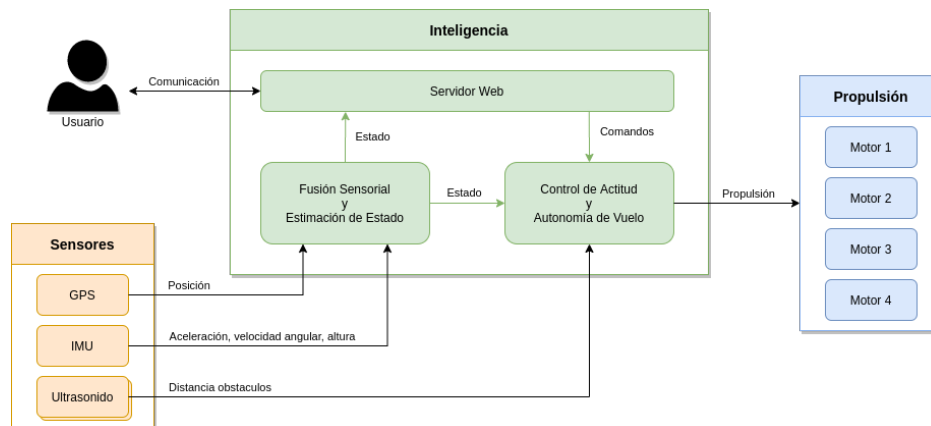 Inteligencia
Comunicación
Servidor Web
Usuario
Propulsión
Motor 1
Estado
Comandos
Fusión Sensorial
y
Estimación de Estado
Estado
Control de Actitud
y
Autonomía de Vuelo
Propulsión
Motor 2
Motor 3
Motor 4
Sensores
GPS
Posición
IMU
Aceleración, velocidad angular, altura
Ultrasonido
Distancia obstaculos